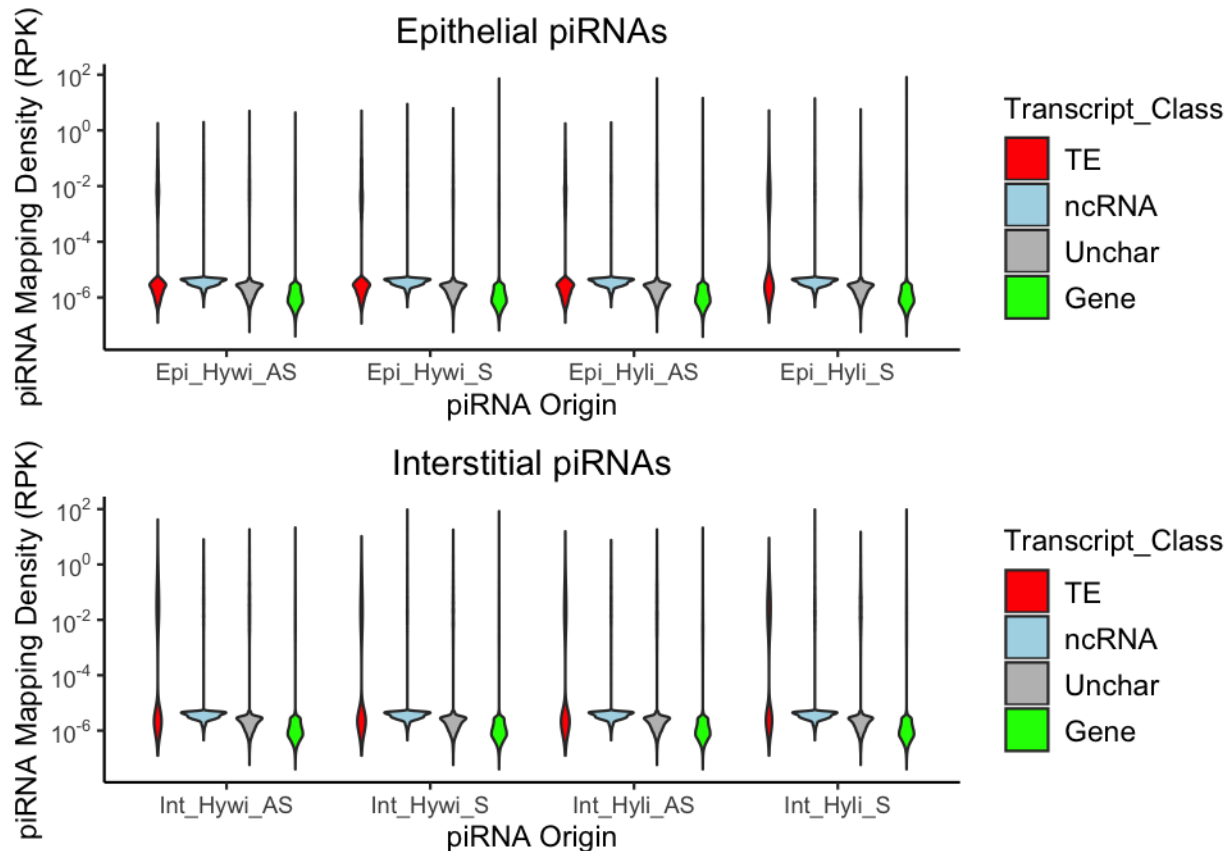 Epithelial piRNAs
piRNA Mapping Density (RPK)
10^2
10^0
10^-2
10^-4
10^-6
Epi_Hywi_AS Epi_Hywi_S Epi_Hyli_AS Epi_Hyli_S
piRNA Origin
Transcript_Class
TE
ncRNA
Unchar
Gene
Interstitial piRNAs
piRNA Mapping Density (RPK)
10^2
10^0
10^-2
10^-4
10^-6
Int_Hywi_AS Int_Hywi_S Int_Hyli_AS Int_Hyli_S
piRNA Origin
Transcript_Class
TE
ncRNA
Unchar
Gene